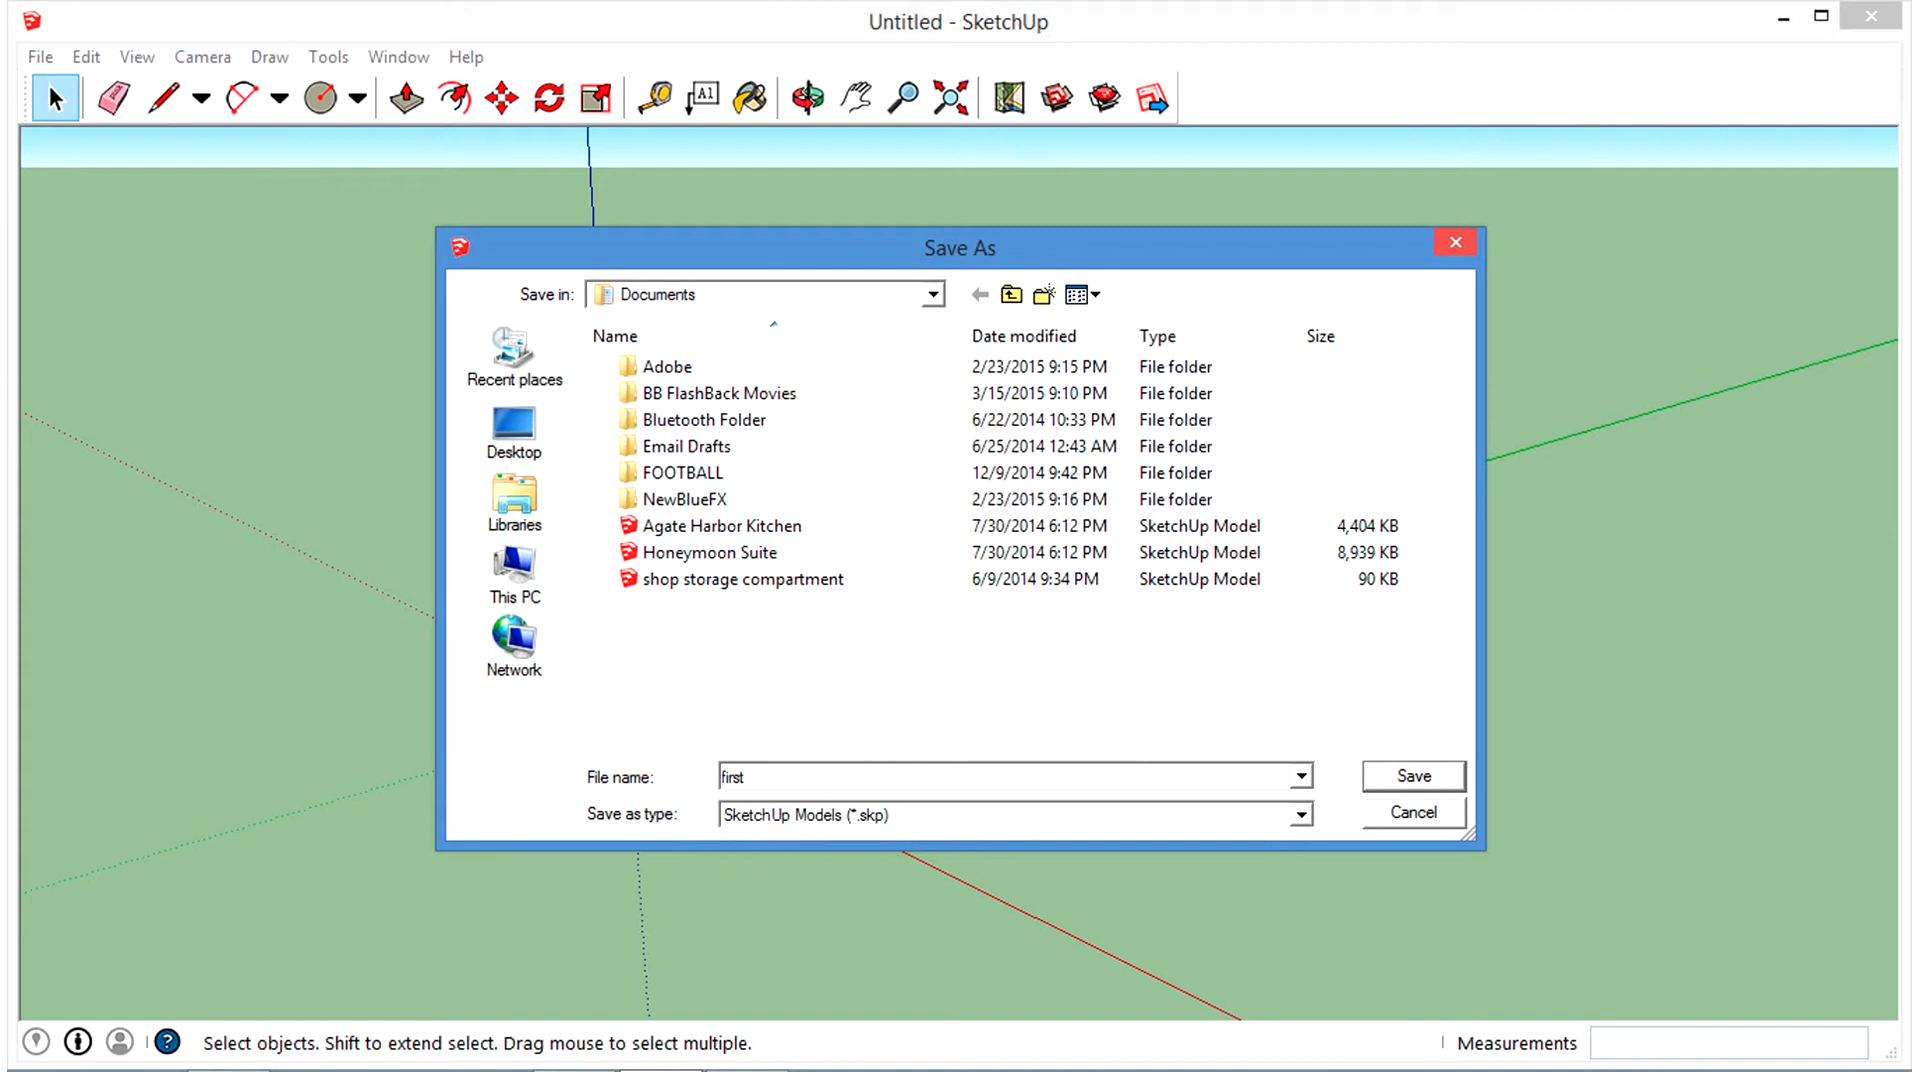 Untitled - SketchUp
File Edit View Camera Draw Tools Window Help
A1
Save As
Save in: Documents
Name Date modified Type Size
Adobe 2/23/2015 9:15 PM File folder
BB FlashBack Movies 3/15/2015 9:10 PM File folder
Bluetooth Folder 6/22/2014 10:33 PM File folder
Email Drafts 6/25/2014 12:43 AM File folder
FOOTBALL 12/9/2014 9:42 PM File folder
NewBlueFX 2/23/2015 9:16 PM File folder
Agate Harbor Kitchen 7/30/2014 6:12 PM SketchUp Model 4,404 KB
Honeymoon Suite 7/30/2014 6:12 PM SketchUp Model 8,939 KB
shop storage compartment 6/9/2014 9:34 PM SketchUp Model 90 KB
Recent places
Desktop
Libraries
This PC
Network
File name: first Save
Save as type: SketchUp Models (*.skp) Cancel
Select objects. Shift to extend select. Drag mouse to select multiple. Measurements